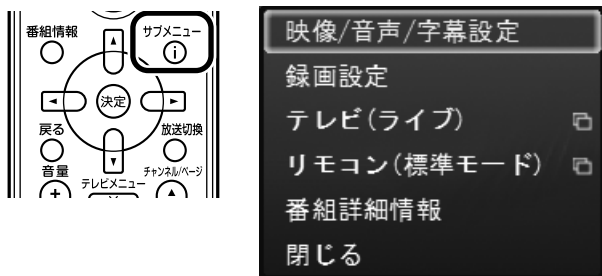 番組情報
サブメニュー
決定
戻る
放送切換
音量
チャンネル/ページ
テレビメニュー
+
映像/音声/字幕設定
録画設定
テレビ(ライブ)
リモコン(標準モード)
番組詳細情報
閉じる